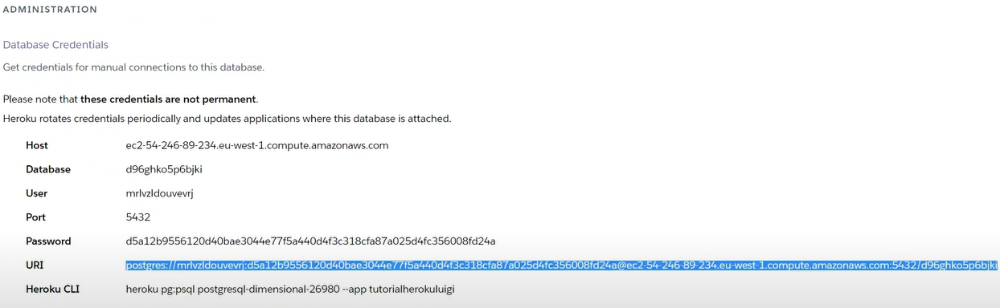 ADMINISTRATION
Database Credentials
Get credentials for manual connections to this database.
Please note that these credentials are not permanent.
Heroku rotates credentials periodically and updates applications where this database is attached.
Host ec2-54-246-89-234.eu-west-1.compute.amazonaws.com
Database d96ghko5p6bjki
User mrlvzldouvevrj
Port 5432
Password d5a12b9556120d40bae3044e77f5a440d4f3c318cfa87a025d4fc356008fd24a
URI postgres://mrlvzldouvevrj:d5a12b9556120d40bae3044e77f5a440d4f3c318cfa87a025d4fc356008fd24a@ec2-54-246-89-234.eu-west-1.compute.amazonaws.com:5432/d96ghko5p6bjki
Heroku CLI heroku pg:psql postgresql-dimensional-26980 --app tutorialherokuluigi